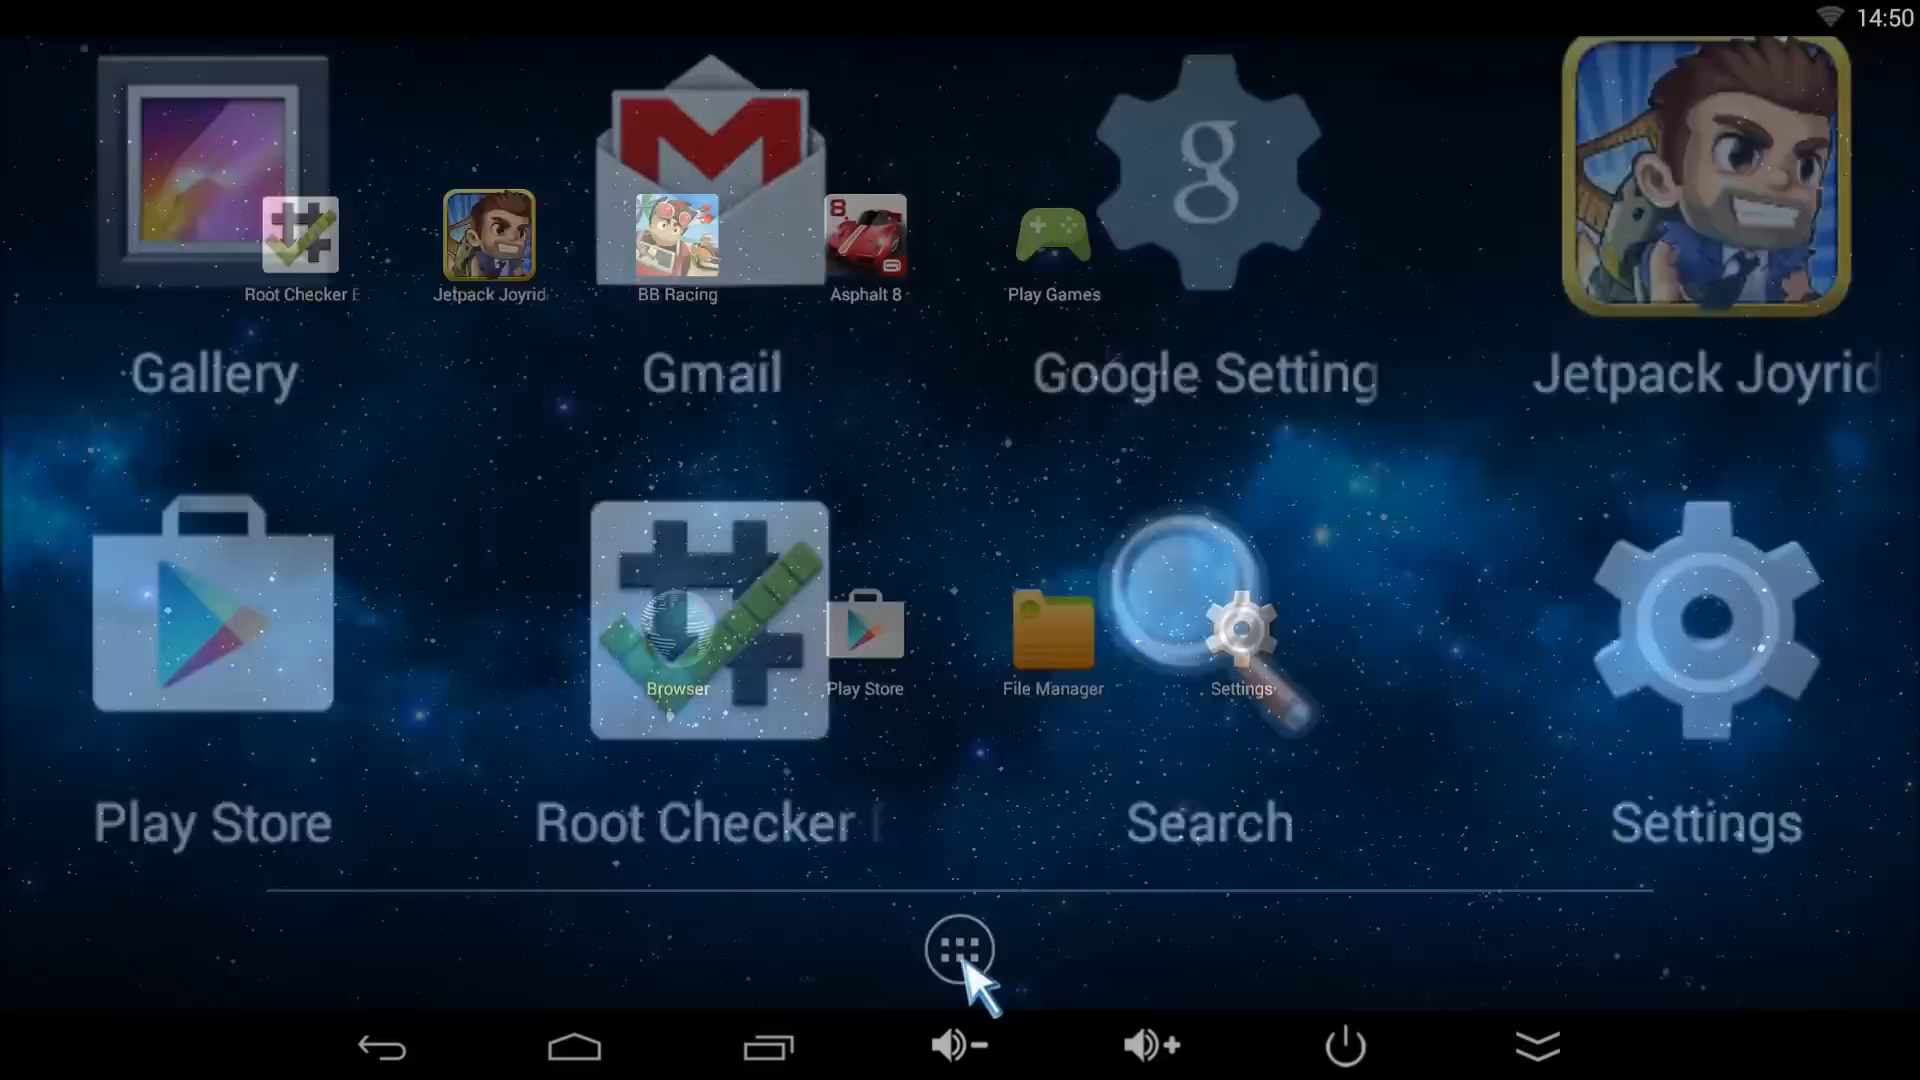 14:50
8
Root Checker
Jetpack Joyrid
BB Racing
Asphalt 8
Play Games
g
Gallery
Gmail
Google Setting
Jetpack Joyrid
Browser
Play Store
File Manager
Settings
Play Store
Root Checker
Search
Settings